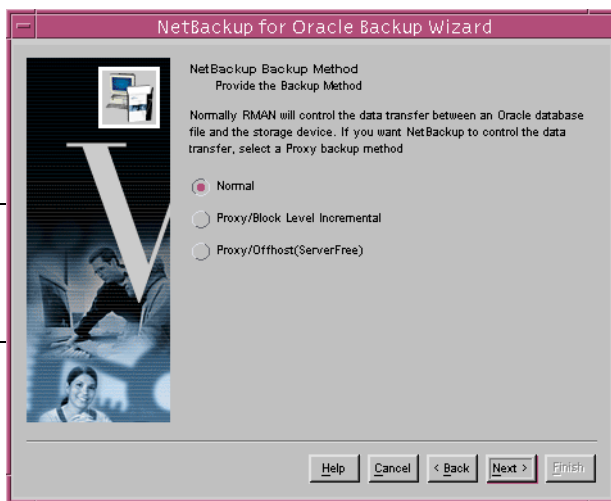 NetBackup for Oracle Backup Wizard
NetBackup Backup Method
Provide the Backup Method
Normally RMAN will control the data transfer between an Oracle database
file and the storage device. If you want NetBackup to control the data
transfer, select a Proxy backup method
Normal
Proxy/Block Level Incremental
Proxy/Offhost(ServerFree)
V
Help
Cancel
< Back
Next >
Finish